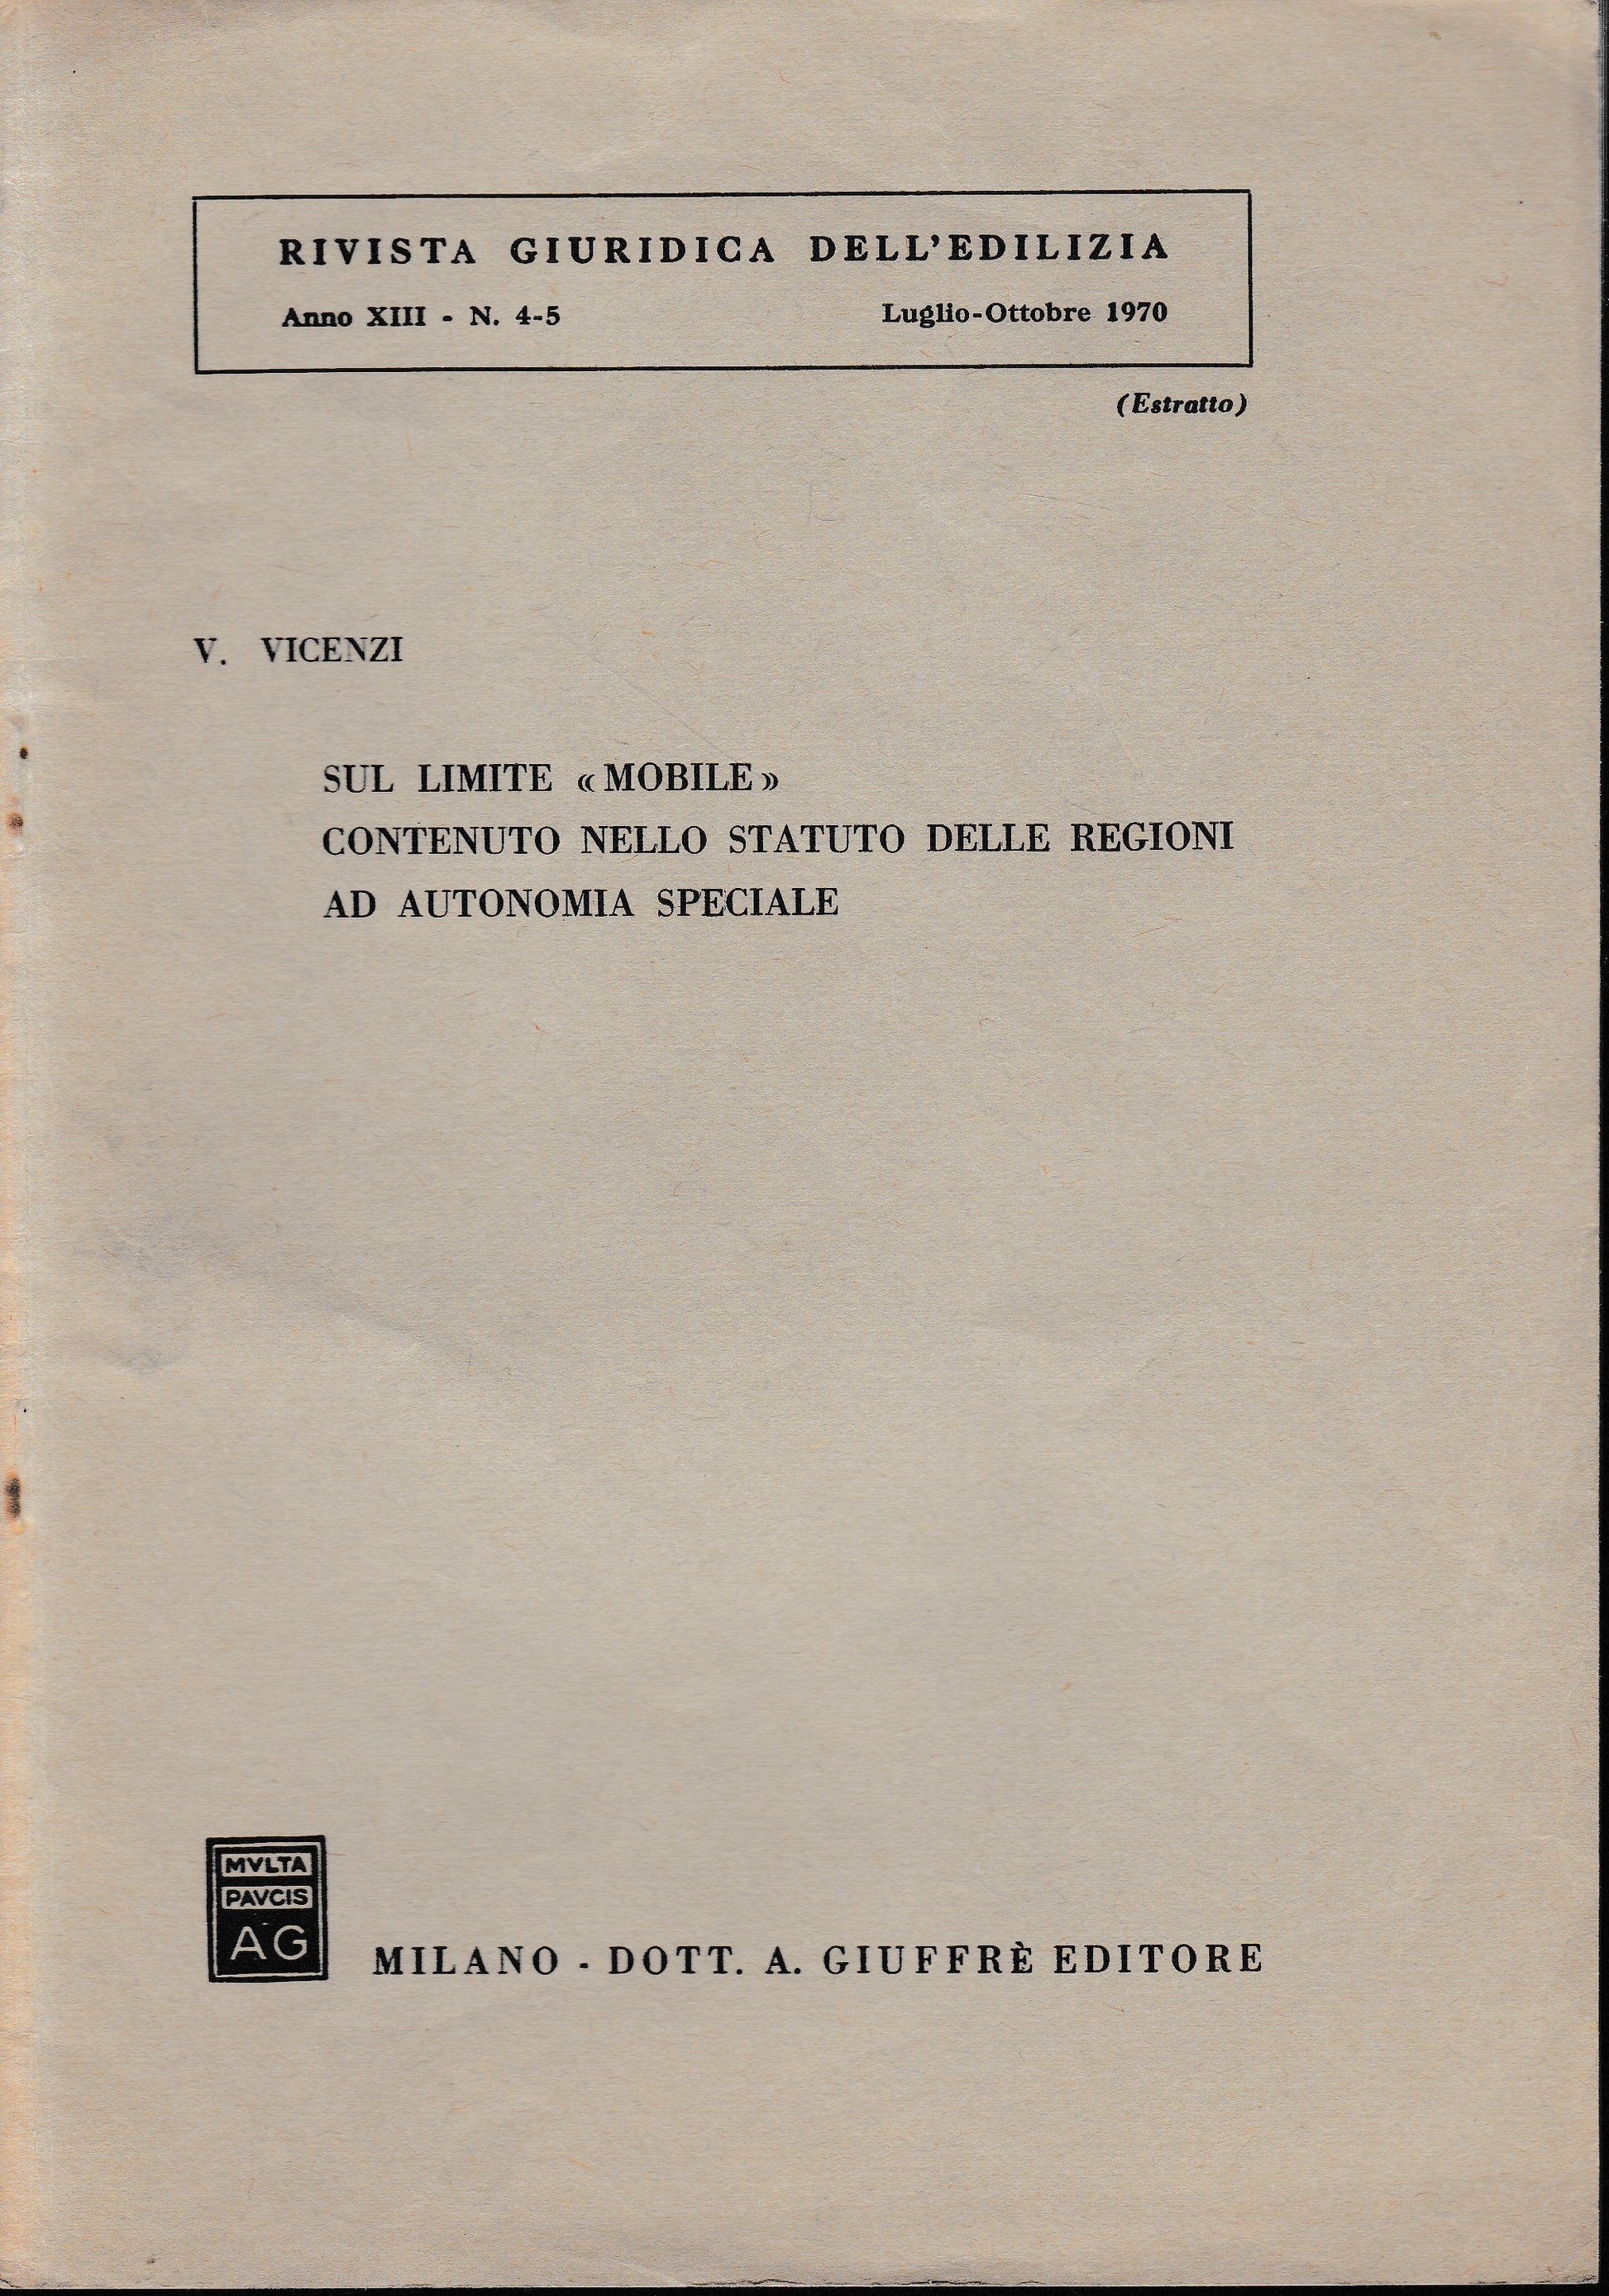 RIVISTA GIURIDICA DELL'EDILIZIA
Anno XIII - N. 4-5 Luglio-Ottobre 1970
(Estratto)
V. VICENZI
SUL LIMITE «MOBILE»
CONTENUTO NELLO STATUTO DELLE REGIONI
AD AUTONOMIA SPECIALE
MVLTA
PAVCIS
AG
MILANO - DOTT. A. GIUFFRÈ EDITORE